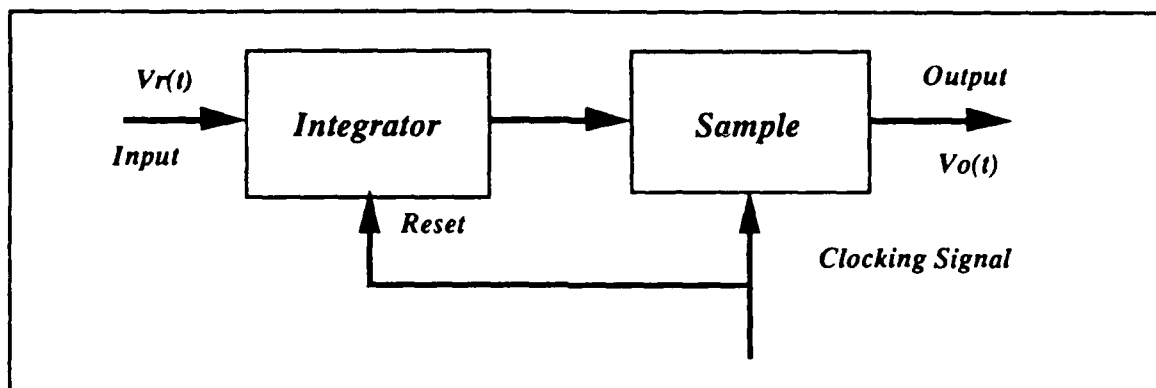 Vr(t)
Input
Integrator
Reset
Sample
Output
Vo(t)
Clocking Signal